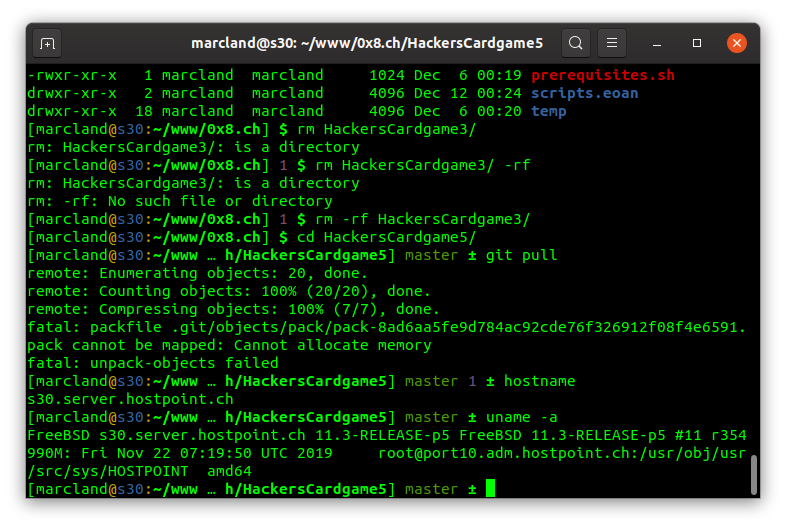 marcland@s30: ~/www/0x8.ch/HackersCardgame5
-rwxr-xr-x   1 marcland  marcland     1024 Dec  6 00:19 prerequisites.sh
drwxr-xr-x   2 marcland  marcland     4096 Dec 12 00:24 scripts.eoan
drwxr-xr-x  18 marcland  marcland     4096 Dec  6 00:20 temp
[marcland@s30:~/www/0x8.ch] $ rm HackersCardgame3/
rm: HackersCardgame3/: is a directory
[marcland@s30:~/www/0x8.ch] 1 $ rm HackersCardgame3/ -rf
rm: HackersCardgame3/: is a directory
rm: -rf: No such file or directory
[marcland@s30:~/www/0x8.ch] 1 $ rm -rf HackersCardgame3/
[marcland@s30:~/www/0x8.ch] $ cd HackersCardgame5/
[marcland@s30:~/www … h/HackersCardgame5] master ± git pull
remote: Enumerating objects: 20, done.
remote: Counting objects: 100% (20/20), done.
remote: Compressing objects: 100% (7/7), done.
fatal: packfile .git/objects/pack/pack-8ad6aa5fe9d784ac92cde76f326912f08f4e6591.
pack cannot be mapped: Cannot allocate memory
fatal: unpack-objects failed
[marcland@s30:~/www … h/HackersCardgame5] master 1 ± hostname
s30.server.hostpoint.ch
[marcland@s30:~/www … h/HackersCardgame5] master ± uname -a
FreeBSD s30.server.hostpoint.ch 11.3-RELEASE-p5 FreeBSD 11.3-RELEASE-p5 #11 r354
990M: Fri Nov 22 07:19:50 UTC 2019     root@port10.adm.hostpoint.ch:/usr/obj/usr
/src/sys/HOSTPOINT  amd64
[marcland@s30:~/www … h/HackersCardgame5] master ±